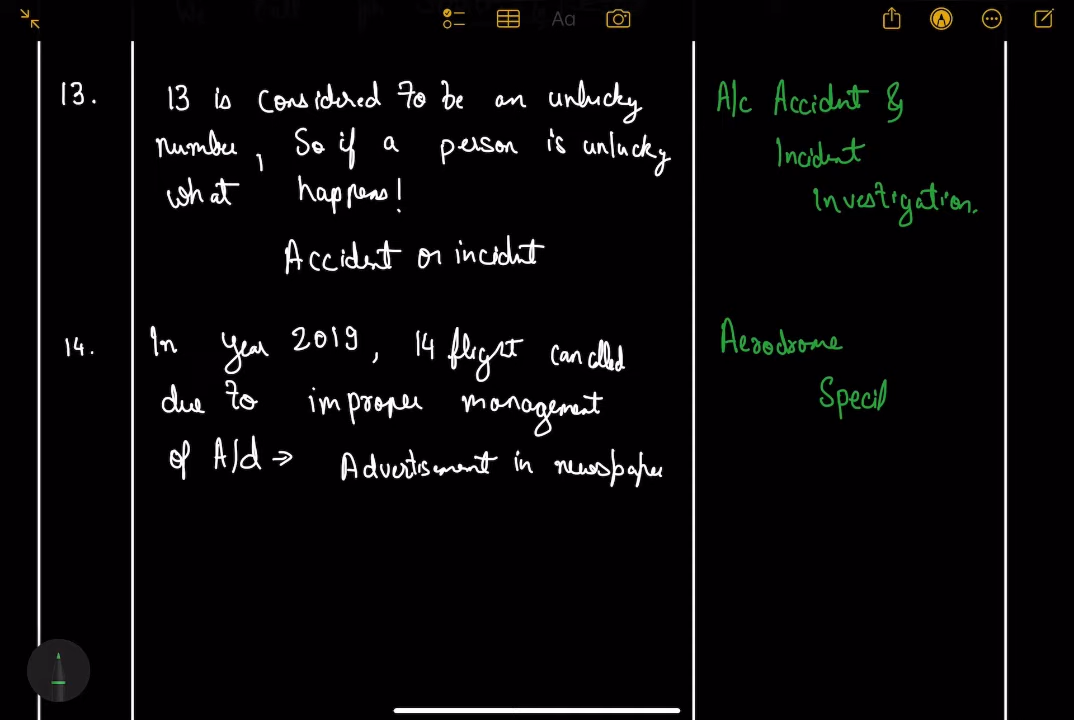 Aa
13.
13 is considered to be an unlucky
number, So if a person is unlucky
what happens!
Accident or incident
A/c Accident &
Incident
Investigation.
14.
In year 2019, 14 flight cancelled
due to improper management
of A/d → Advertisment in newspaper
Aerodrome
Specil